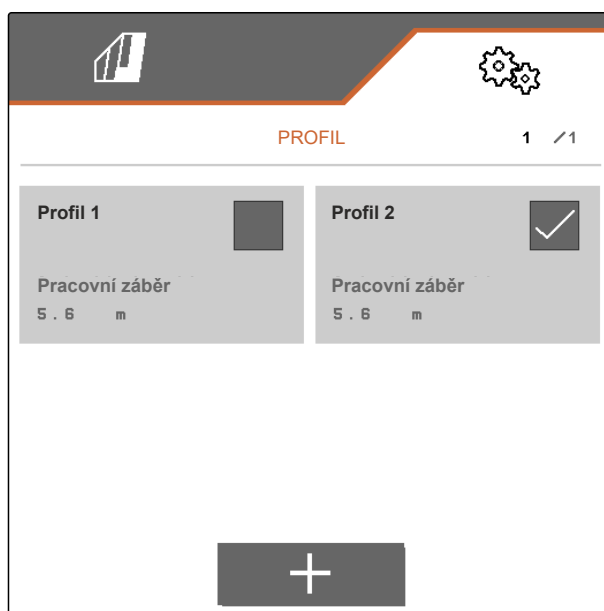 PROFIL 1 /1
Profil 1
Pracovní záběr
5.6 m
Profil 2
Pracovní záběr
5.6 m